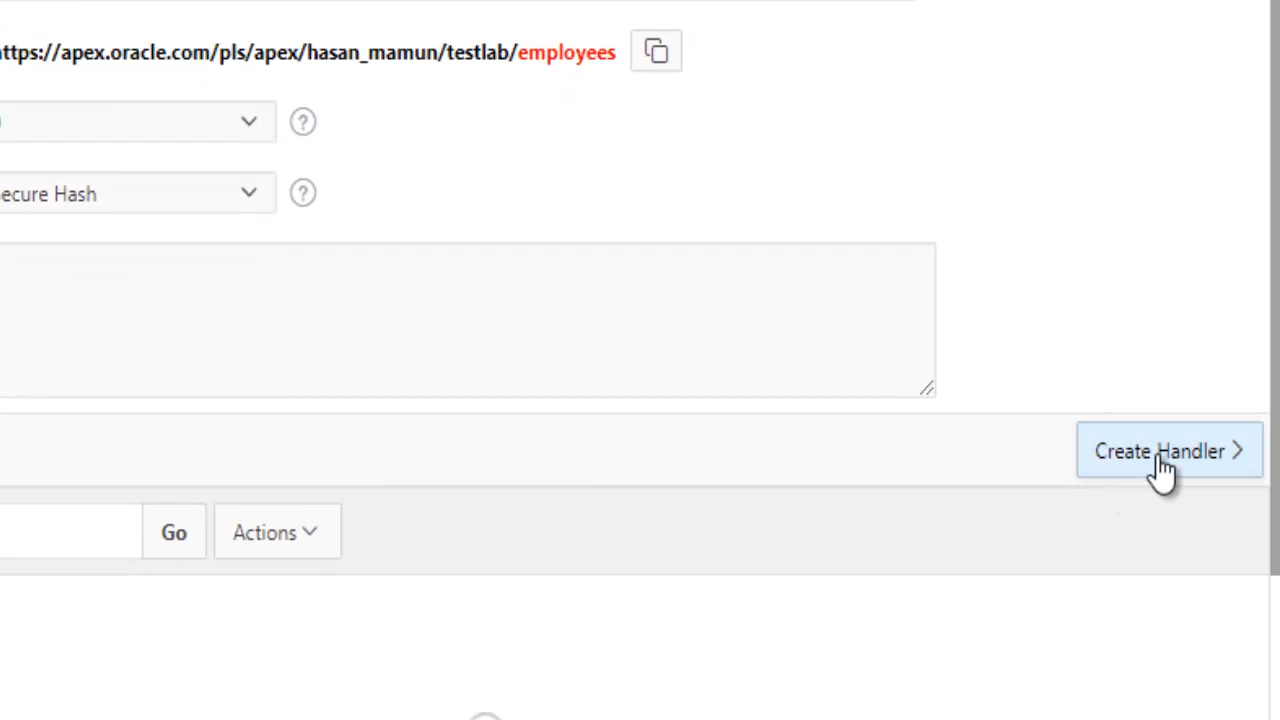 ttps://apex.oracle.com/pls/apex/hasan_mamun/testlab/employees
?
ecure Hash
?
Create Handler
Go
Actions